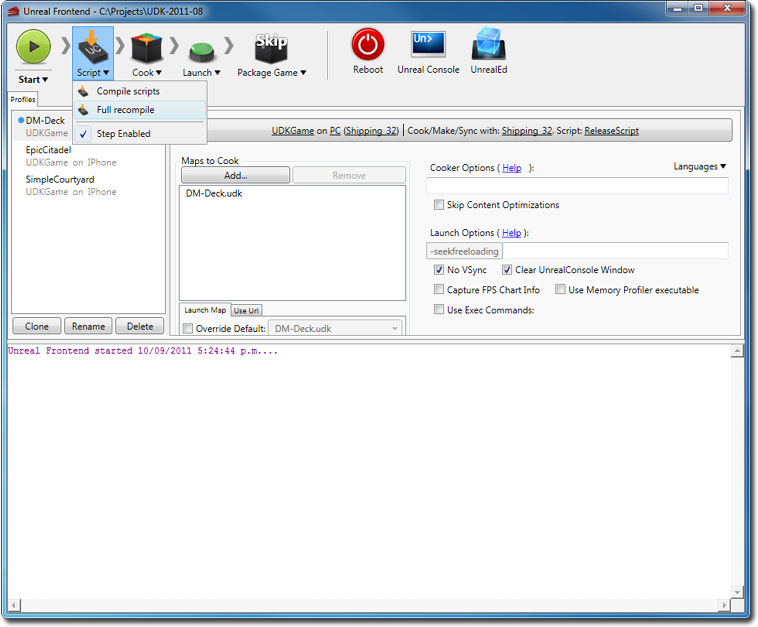 Unreal Frontend - C:\Projects\UDK-2011-08
UC
Skip
Un>
Start
Script
Cook
Launch
Package Game
Reboot
Unreal Console
UnrealEd
Compile scripts
Full recompile
Step Enabled
Profiles
DM-Deck
UDKGame
EpicCitadel
UDKGame on IPhone
SimpleCourtyard
UDKGame on IPhone
Clone
Rename
Delete
UDKGame on PC (Shipping_32) | Cook/Make/Sync with: Shipping_32. Script: ReleaseScript
Maps to Cook
Add...
Remove
DM-Deck.udk
Launch Map
Use Url
Override Default:
DM-Deck.udk
Cooker Options ( Help ):
Languages
Skip Content Optimizations
Launch Options ( Help ):
-seekfreeloading
No VSync
Clear UnrealConsole Window
Capture FPS Chart Info
Use Memory Profiler executable
Use Exec Commands:
Unreal Frontend started 10/09/2011 5:24:44 p.m....